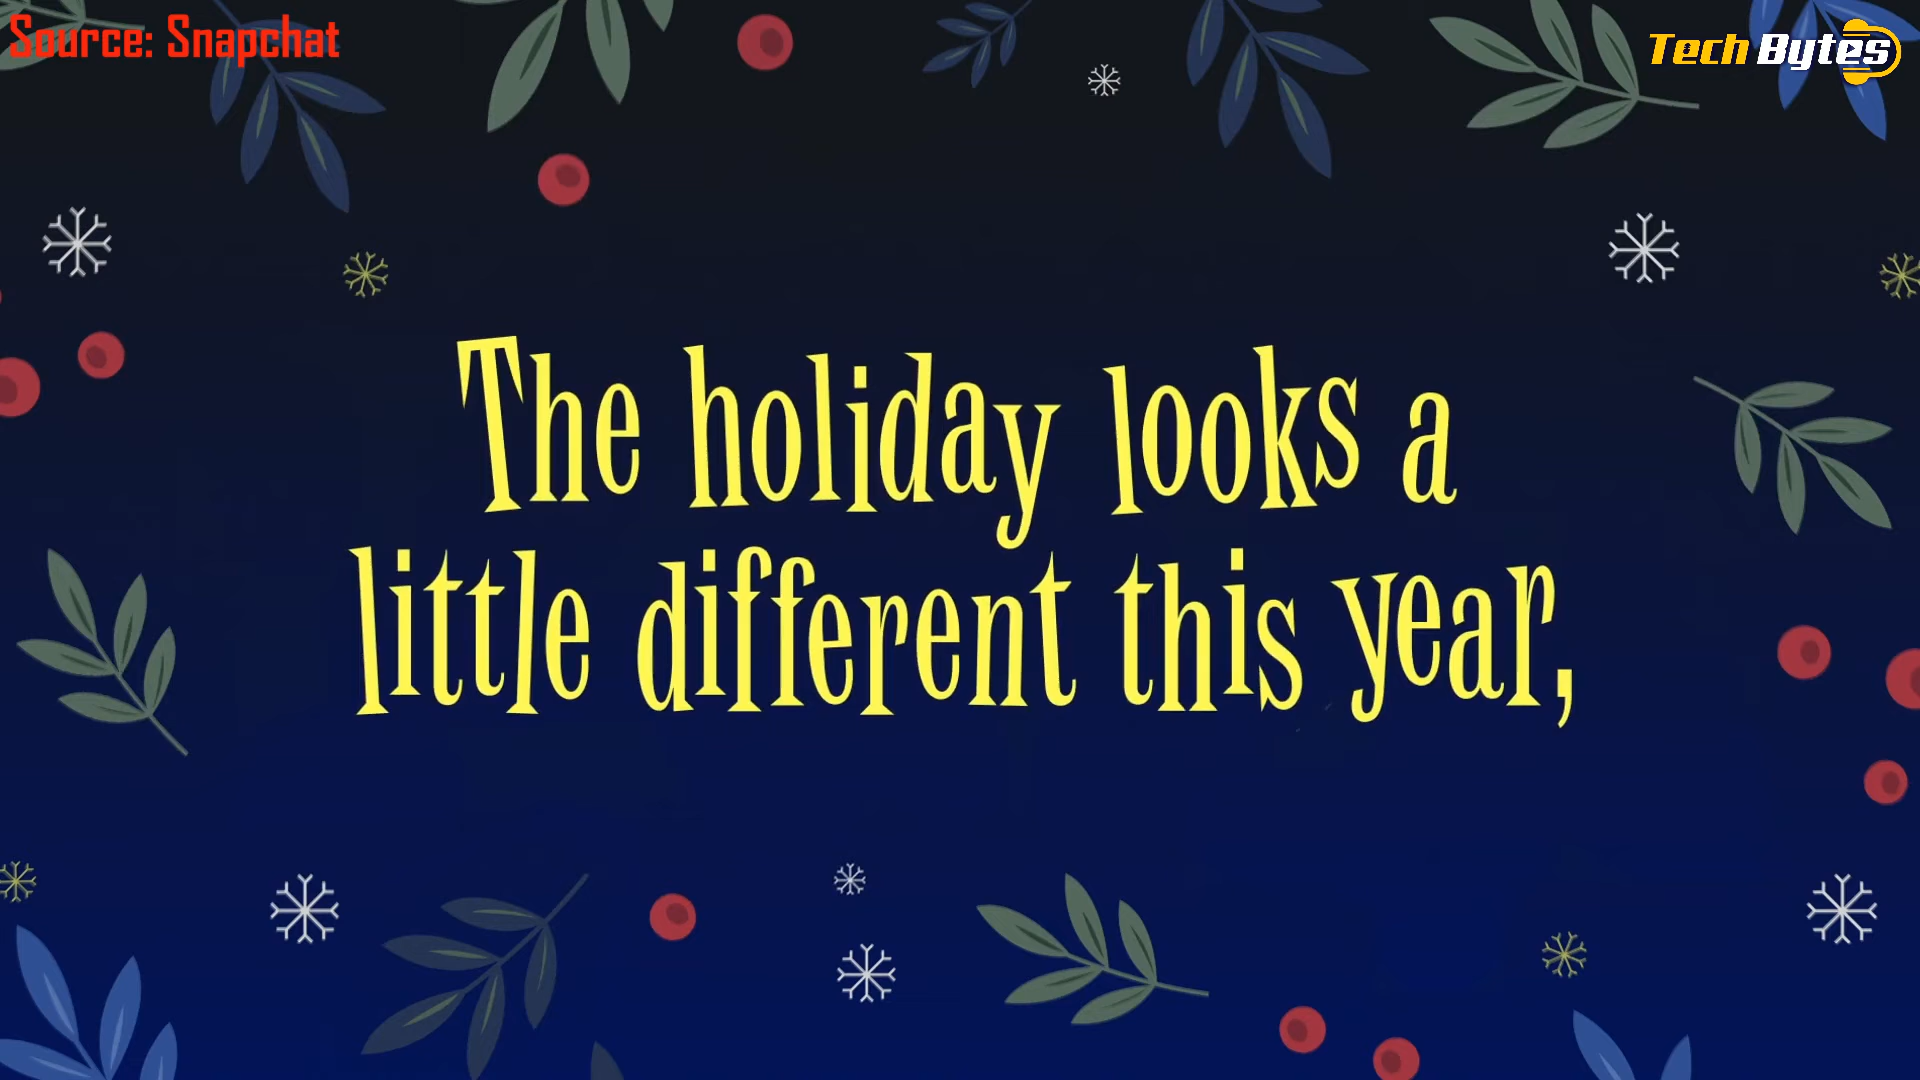 Source: Snapchat
Tech Bytes
The holiday looks a
little different this year,